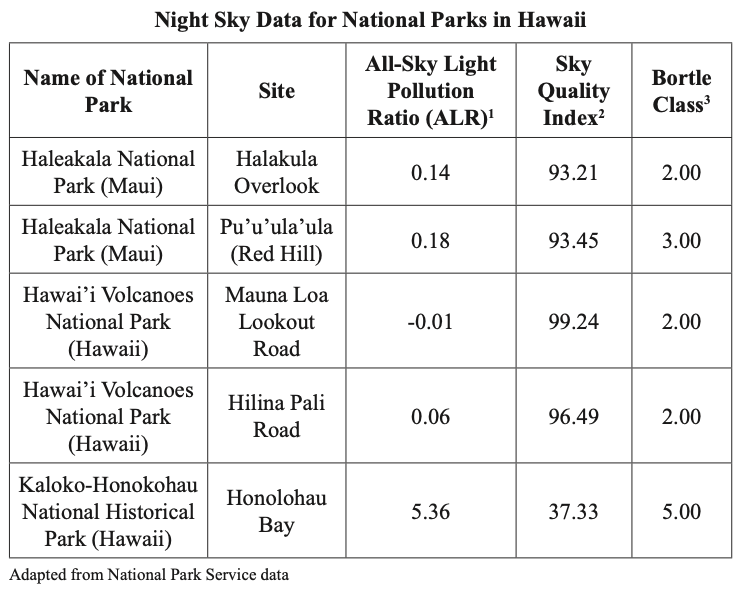 Night Sky Data for National Parks in Hawaii
Name of National
Park
Site
All-Sky Light
Pollution
Ratio (ALR)¹
Sky
Quality
Index²
Bortle
Class³
Haleakala National
Park (Maui)
Halakula
Overlook
0.14
93.21
2.00
Haleakala National
Park (Maui)
Pu’u’ula’ula
(Red Hill)
0.18
93.45
3.00
Hawai’i Volcanoes
National Park
(Hawaii)
Mauna Loa
Lookout
Road
-0.01
99.24
2.00
Hawai’i Volcanoes
National Park
(Hawaii)
Hilina Pali
Road
0.06
96.49
2.00
Kaloko-Honokohau
National Historical
Park (Hawaii)
Honolohau
Bay
5.36
37.33
5.00
Adapted from National Park Service data